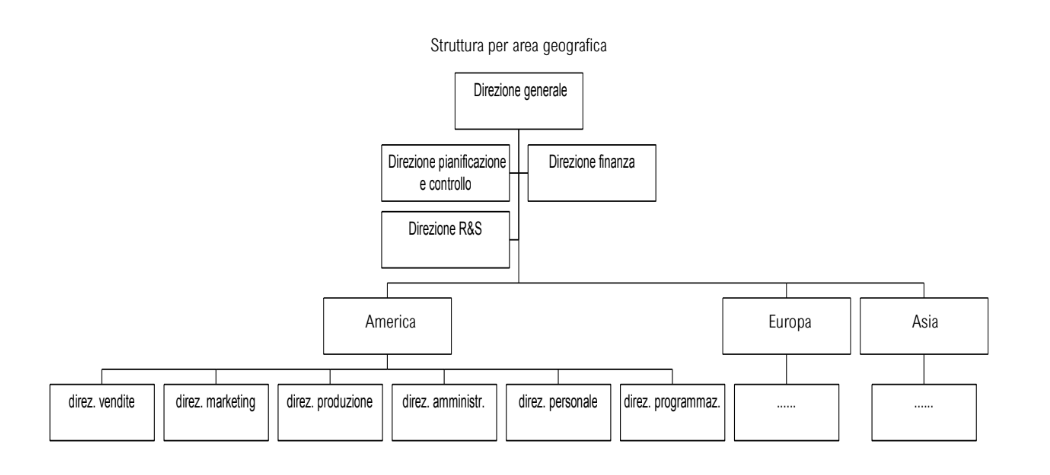 Struttura per area geografica
Direzione generale
Direzione pianificazione
e controllo
Direzione finanza
Direzione R&S
America
Europa
Asia
direz. vendite
direz. marketing
direz. produzione
direz. amministr.
direz. personale
direz. programmaz.
......
......